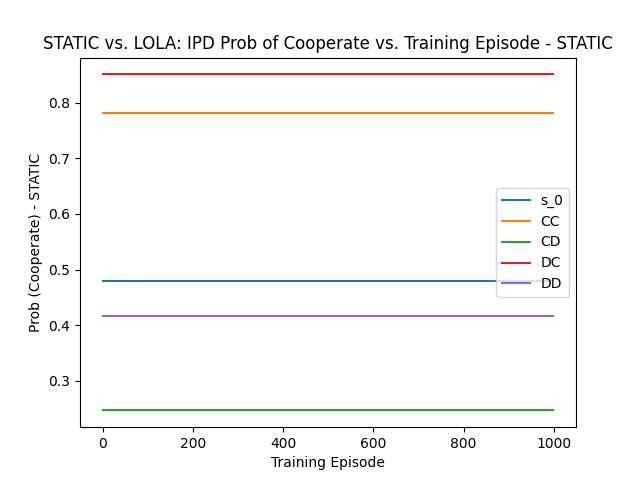 STATIC vs. LOLA: IPD Prob of Cooperate vs. Training Episode - STATIC
Prob (Cooperate) - STATIC
0.8
0.7
0.6
0.5
0.4
0.3
s_0
CC
CD
DC
DD
0 200 400 600 800 1000
Training Episode